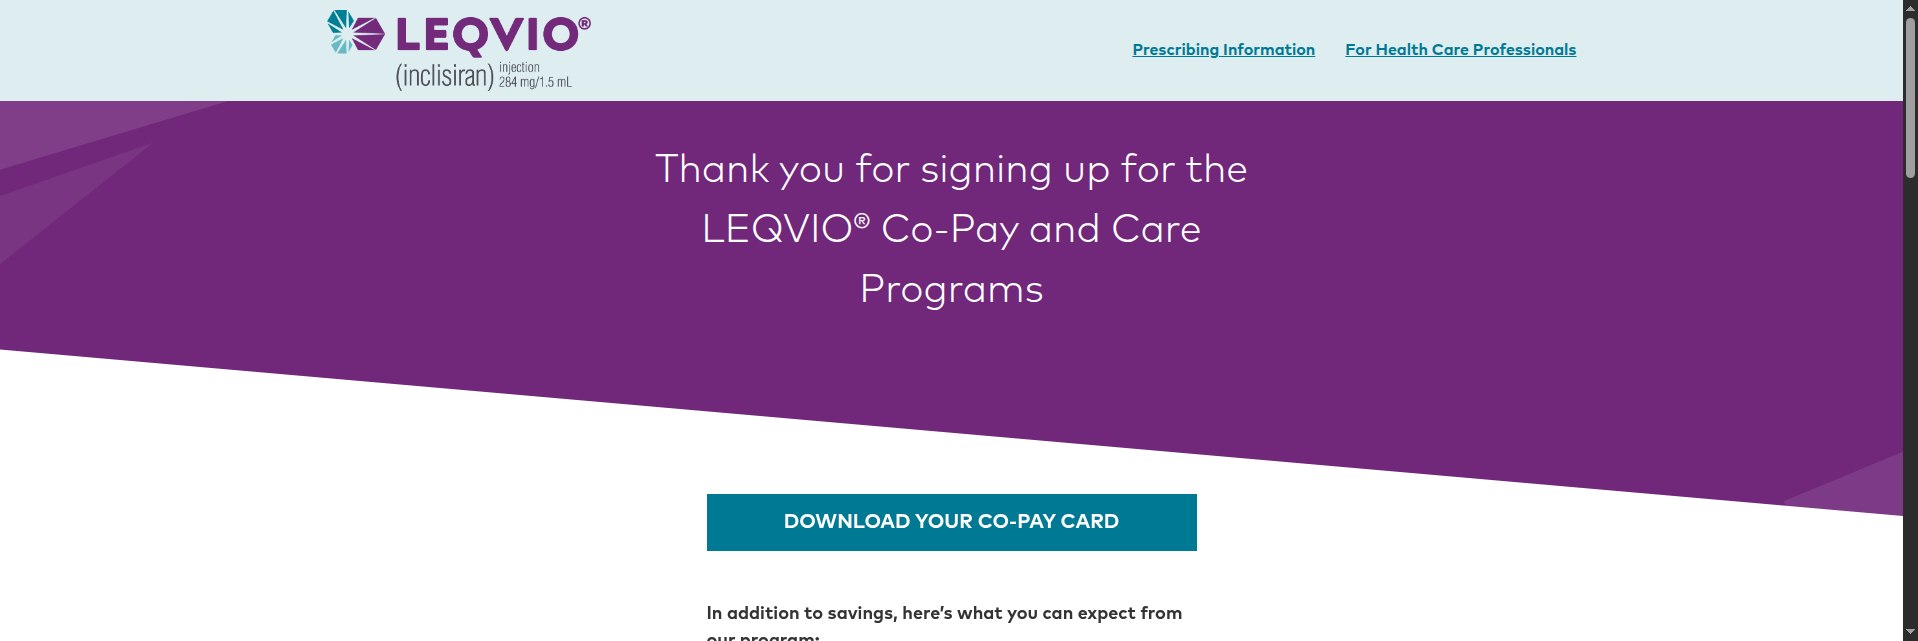 LEQVIO®
(inclisiran) injection
284 mg/1.5 mL
Prescribing Information
For Health Care Professionals
Thank you for signing up for the
LEQVIO® Co-Pay and Care
Programs
DOWNLOAD YOUR CO-PAY CARD
In addition to savings, here's what you can expect from
our program: